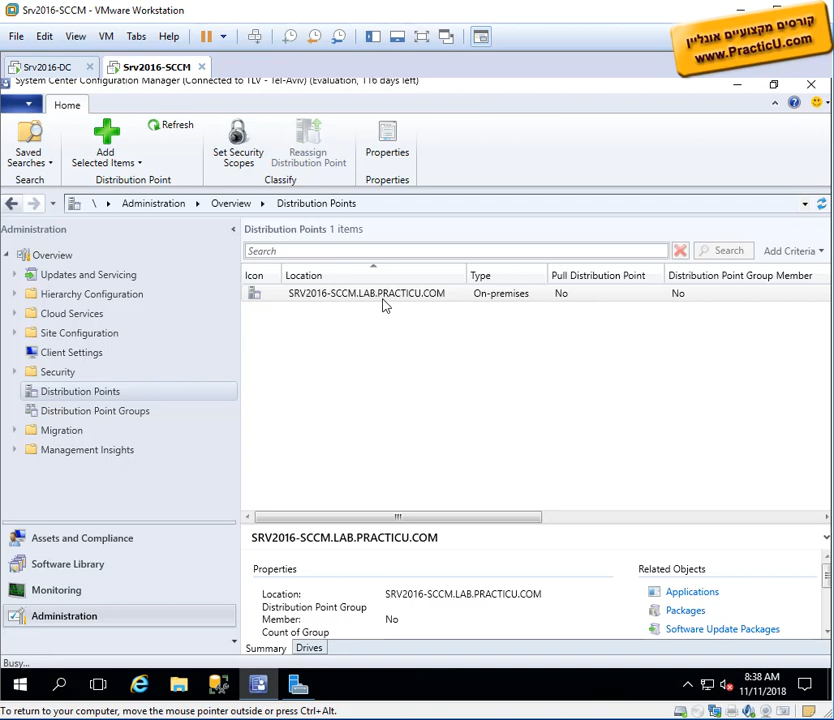 Srv2016-SCCM - VMware Workstation
File Edit View VM Tabs Help
קורסים מקצועיים אונליין
www.PracticU.com
Srv2016-DC Srv2016-SCCM
System Center Configuration Manager (Connected to TLV - Tel-Aviv) (Evaluation, 116 days left)
Home
Saved
Searches
Search
Add
Selected Items
Refresh
Distribution Point
Set Security
Scopes
Reassign
Distribution Point
Classify
Properties
Properties
\ Administration Overview Distribution Points
Administration
Overview
Updates and Servicing
Hierarchy Configuration
Cloud Services
Site Configuration
Client Settings
Security
Distribution Points
Distribution Point Groups
Migration
Management Insights
Assets and Compliance
Software Library
Monitoring
Administration
Distribution Points 1 items
Search Search Add Criteria
Icon Location Type Pull Distribution Point Distribution Point Group Member
SRV2016-SCCM.LAB.PRACTICU.COM On-premises No No
SRV2016-SCCM.LAB.PRACTICU.COM
Properties
Location: SRV2016-SCCM.LAB.PRACTICU.COM
Distribution Point Group
Member: No
Count of Group
Related Objects
Applications
Packages
Software Update Packages
Summary Drives
Busy...
8:38 AM
11/11/2018
To return to your computer, move the mouse pointer outside or press Ctrl+Alt.